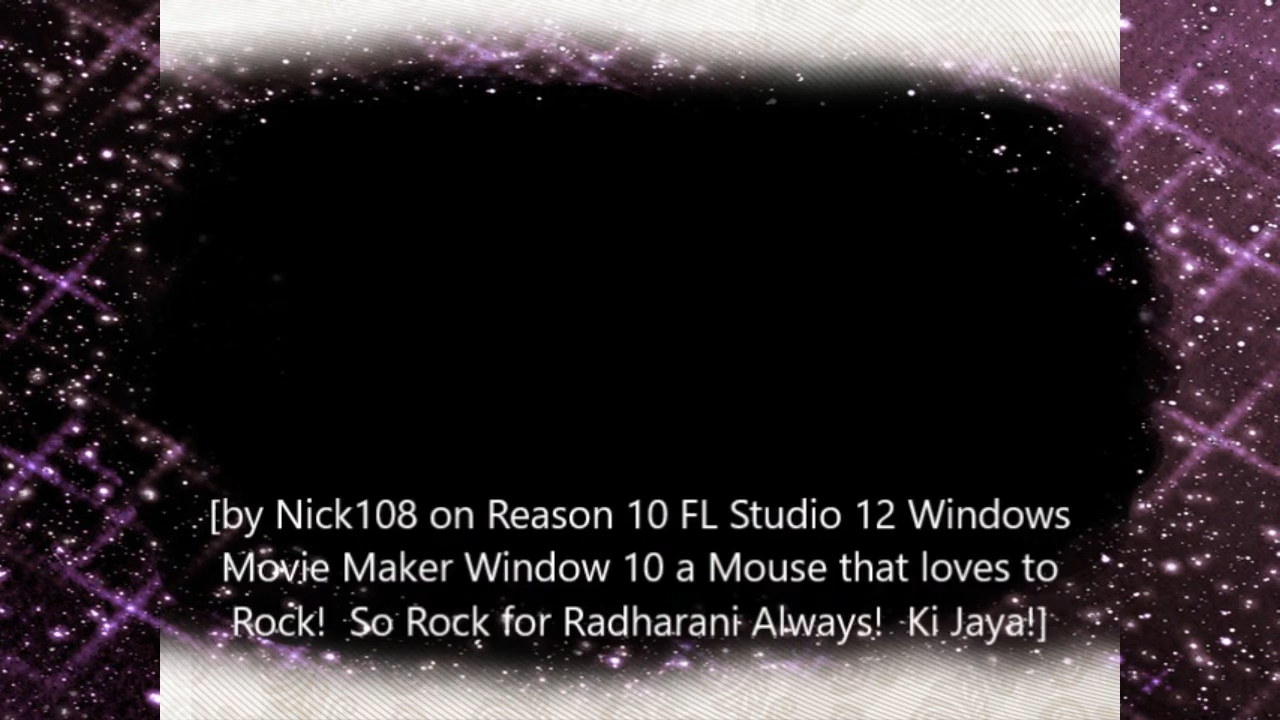 [by Nick108 on Reason 10 FL Studio 12 Windows
Movie Maker Window 10 a Mouse that loves to
Rock!  So Rock for Radharani Always!  Ki Jaya!]